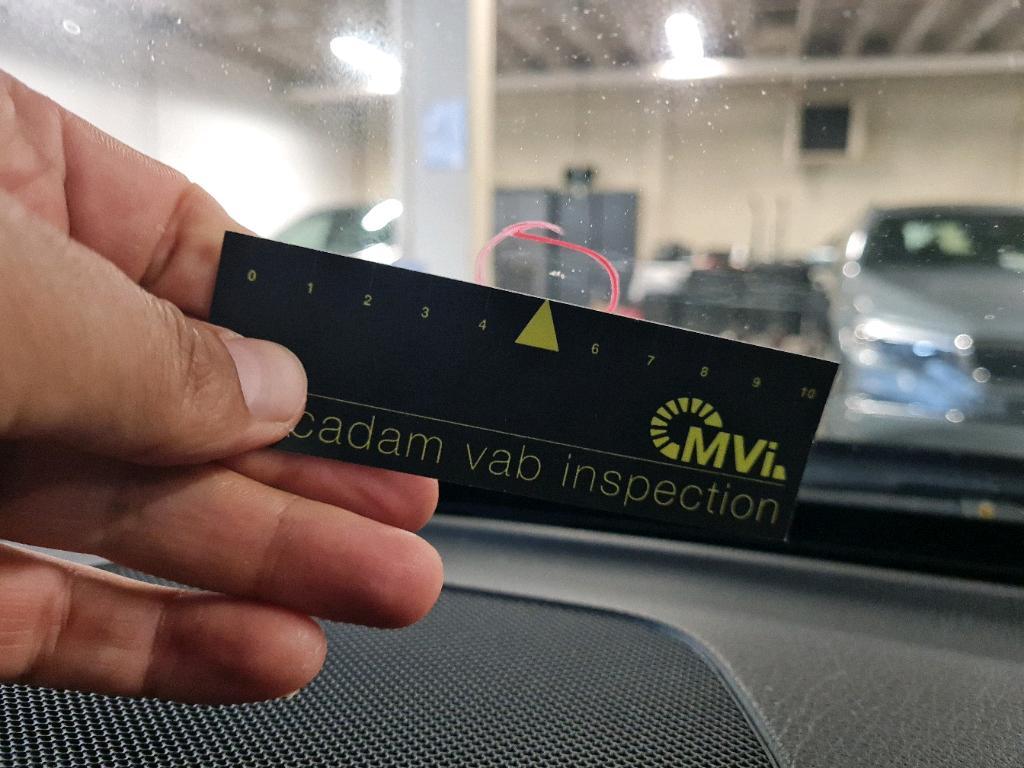 0 1 2 3 4 6 7 8 9 10
MVi
cadam vab inspection